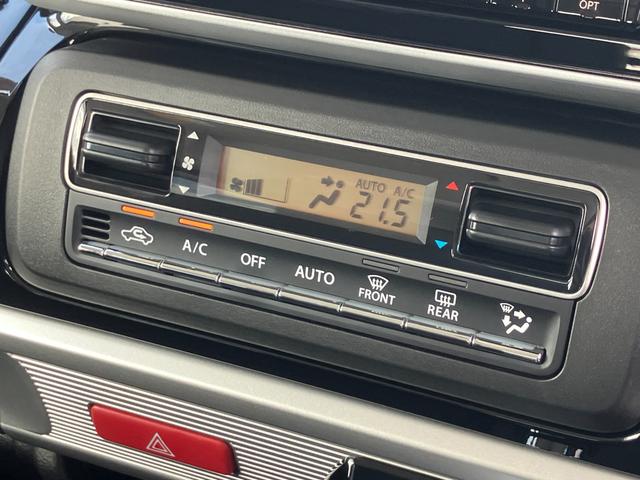 OPT
AUTO A/C
21.5
A/C
OFF
AUTO
FRONT
REAR